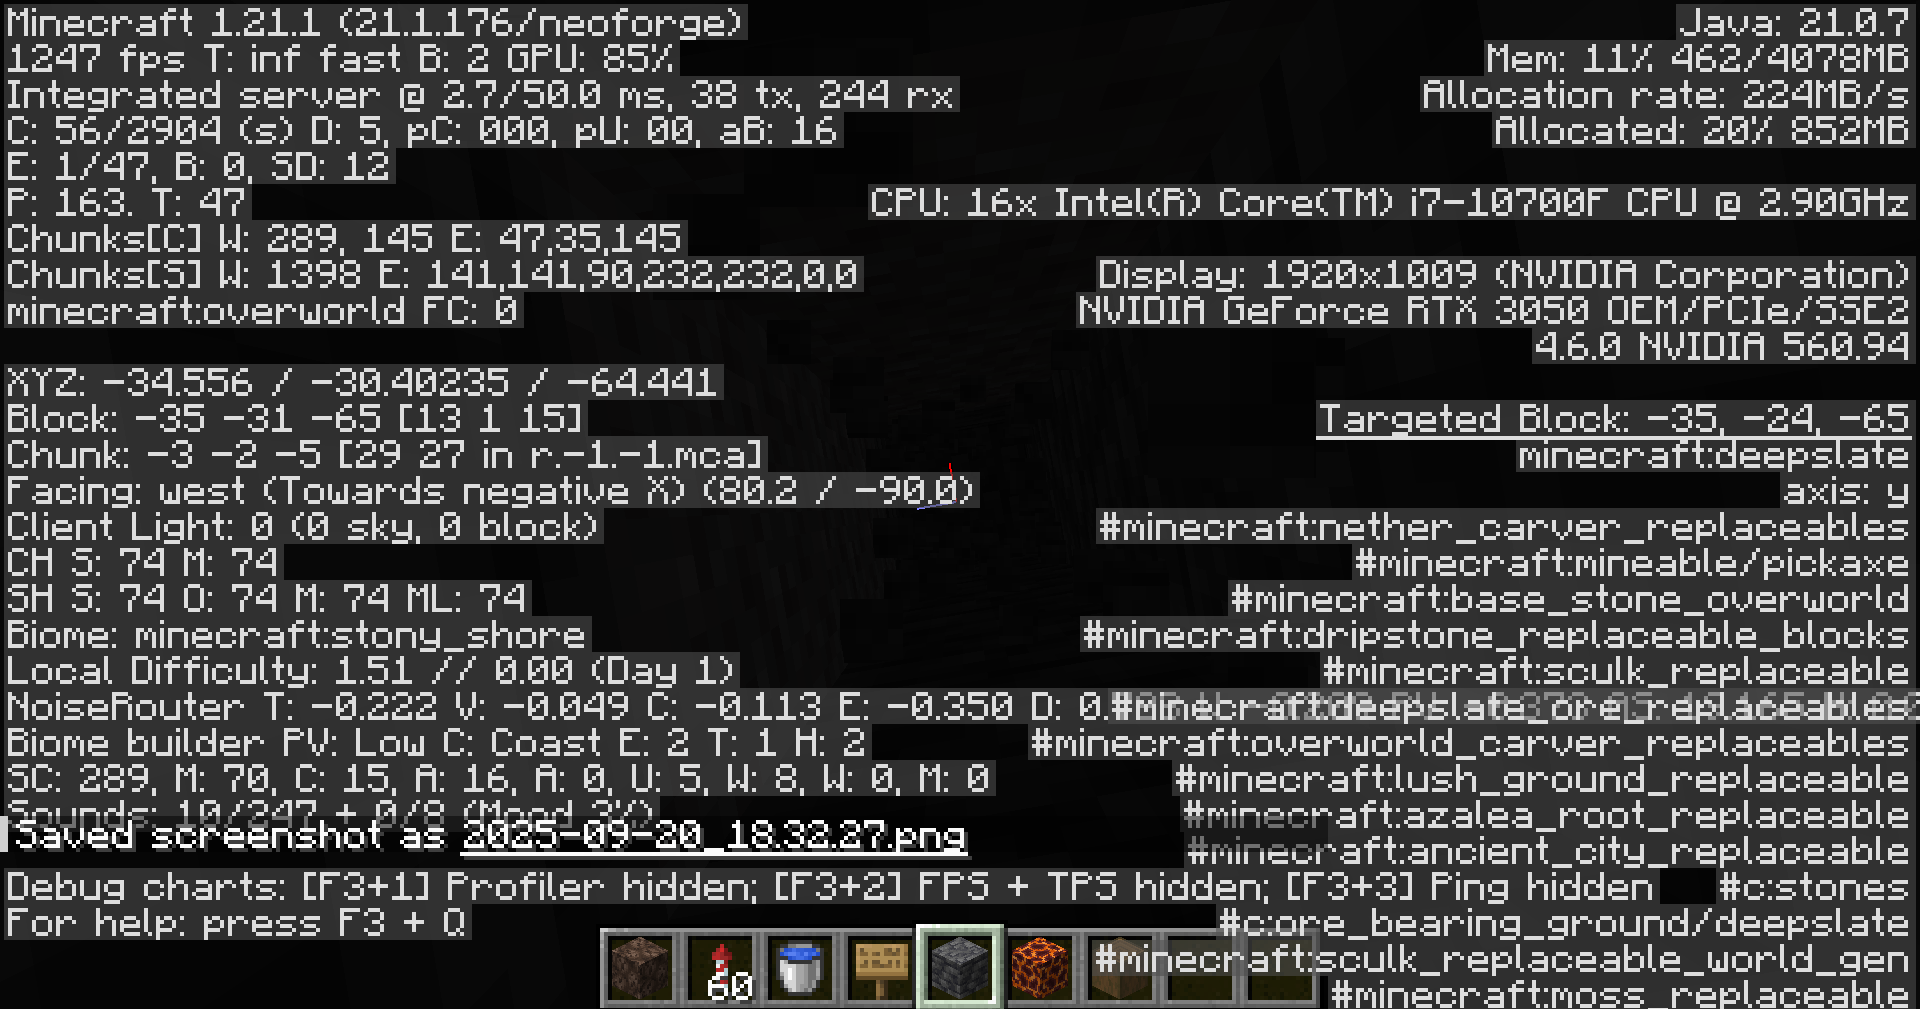 Minecraft 1.21.1 (21.1.176/neoforge)
1247 fps T: inf fast B: 2 GPU: 85%
Integrated server @ 2.7/50.0 ms, 38 tx, 244 rx
C: 56/2904 (s) D: 5, pC: 000, pU: 00, aB: 16
E: 1/47, B: 0, SD: 12
P: 163. T: 47
Chunks[C] W: 289, 145 E: 47,35,145
Chunks[S] W: 1398 E: 141,141,90,232,232,0,0
minecraft:overworld FC: 0
XYZ: -34.556 / -30.40235 / -64.441
Block: -35 -31 -65 [13 1 15]
Chunk: -3 -2 -5 [29 27 in r.-1.-1.mca]
Facing: west (Towards negative X) (80.2 / -90.0)
Client Light: 0 (0 sky, 0 block)
CH S: 74 M: 74
SH S: 74 O: 74 M: 74 ML: 74
Biome: minecraft:stony_shore
Local Difficulty: 1.51 // 0.00 (Day 1)
NoiseRouter T: -0.222 V: -0.049 C: -0.113 E: -0.350 D: 0.
Biome builder PV: Low C: Coast E: 2 T: 1 H: 2
SC: 289, M: 70, C: 15, A: 16, A: 0, U: 5, W: 8, W: 0, M: 0
Sounds: 10/247 + 0/8 (Mood 2%)
Saved screenshot as 2025-09-20_18.32.27.png
Debug charts: [F3+1] Profiler hidden; [F3+2] FPS + TPS hidden; [F3+3] Ping hidden
For help: press F3 + Q
Java: 21.0.7
Mem: 11% 462/4078MB
Allocation rate: 224MB/s
Allocated: 20% 852MB
CPU: 16x Intel(R) Core(TM) i7-10700F CPU @ 2.90GHz
Display: 1920x1009 (NVIDIA Corporation)
NVIDIA GeForce RTX 3050 OEM/PCIe/SSE2
4.6.0 NVIDIA 560.94
Targeted Block: -35, -24, -65
minecraft:deepslate
axis: y
#minecraft:nether_carver_replaceables
#minecraft:mineable/pickaxe
#minecraft:base_stone_overworld
#minecraft:dripstone_replaceable_blocks
#minecraft:sculk_replaceable
#minecraft:deepslate_ore_replaceables
#minecraft:overworld_carver_replaceables
#minecraft:lush_ground_replaceable
#minecraft:azalea_root_replaceable
#minecraft:ancient_city_replaceable
#c:stones
#c:ore_bearing_ground/deepslate
#minecraft:sculk_replaceable_world_gen
#minecraft:moss_replaceable
60